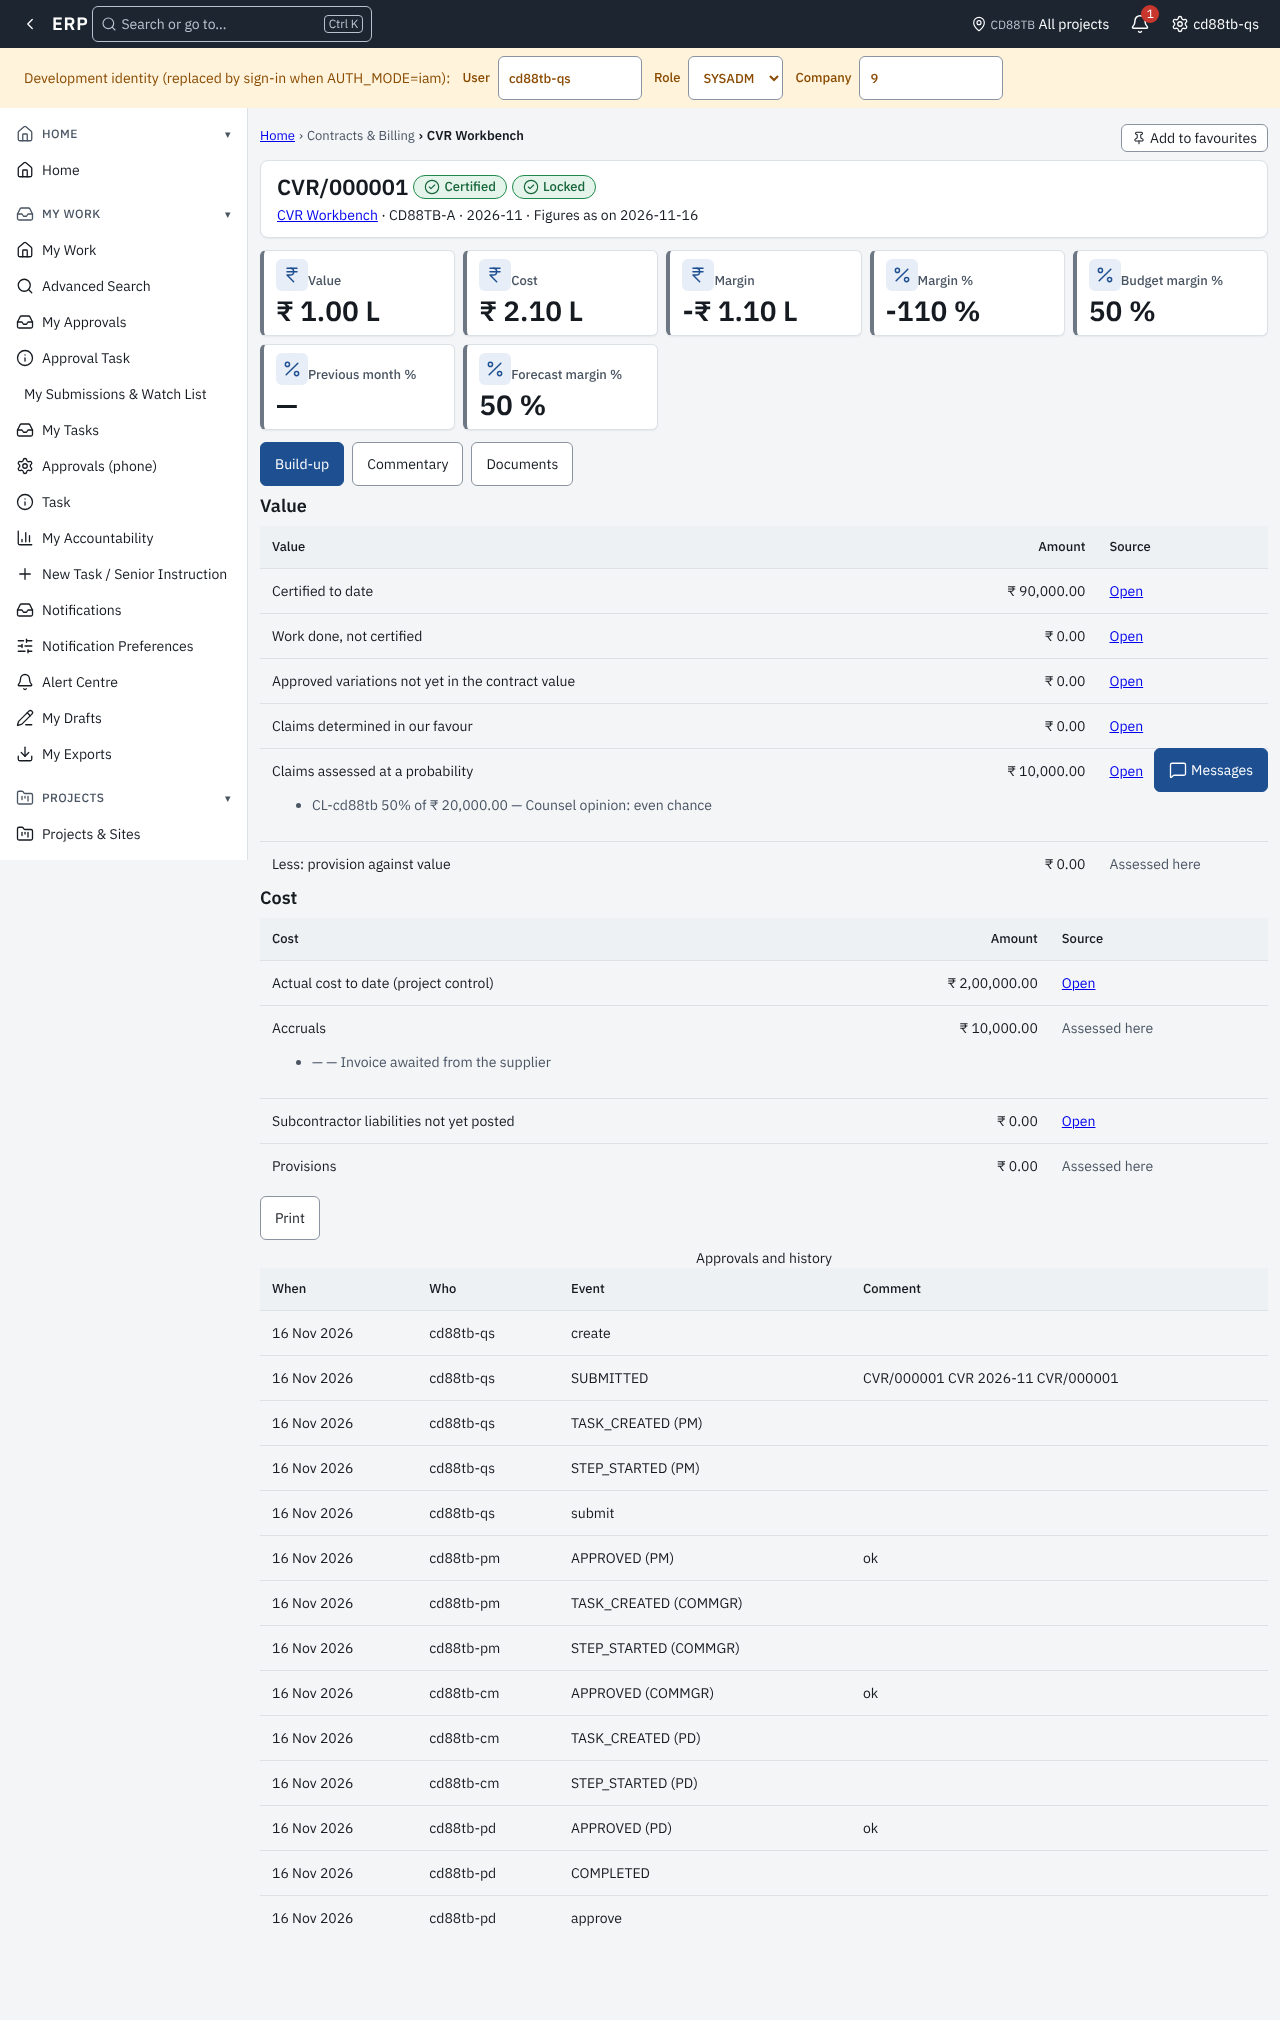 ERP Search or go to... Ctrl K CD88TB All projects 1 cd88tb-qs
Development identity (replaced by sign-in when AUTH_MODE=iam): User cd88tb-qs Role SYSADM Company 9
HOME
Home
MY WORK
My Work
Advanced Search
My Approvals
Approval Task
My Submissions & Watch List
My Tasks
Approvals (phone)
Task
My Accountability
New Task / Senior Instruction
Notifications
Notification Preferences
Alert Centre
My Drafts
My Exports
PROJECTS
Projects & Sites
Home › Contracts & Billing › CVR Workbench
Add to favourites
CVR/000001 Certified Locked
CVR Workbench · CD88TB-A · 2026-11 · Figures as on 2026-11-16
₹ Value
₹ 1.00 L
₹ Cost
₹ 2.10 L
₹ Margin
-₹ 1.10 L
% Margin %
-110 %
% Budget margin %
50 %
% Previous month %
—
% Forecast margin %
50 %
Build-up Commentary Documents
Value
Value Amount Source
Certified to date ₹ 90,000.00 Open
Work done, not certified ₹ 0.00 Open
Approved variations not yet in the contract value ₹ 0.00 Open
Claims determined in our favour ₹ 0.00 Open
Claims assessed at a probability ₹ 10,000.00 Open
Messages
• CL-cd88tb 50% of ₹ 20,000.00 — Counsel opinion: even chance
Less: provision against value ₹ 0.00 Assessed here
Cost
Cost Amount Source
Actual cost to date (project control) ₹ 2,00,000.00 Open
Accruals ₹ 10,000.00 Assessed here
• — — Invoice awaited from the supplier
Subcontractor liabilities not yet posted ₹ 0.00 Open
Provisions ₹ 0.00 Assessed here
Print
Approvals and history
When Who Event Comment
16 Nov 2026 cd88tb-qs create
16 Nov 2026 cd88tb-qs SUBMITTED CVR/000001 CVR 2026-11 CVR/000001
16 Nov 2026 cd88tb-qs TASK_CREATED (PM)
16 Nov 2026 cd88tb-qs STEP_STARTED (PM)
16 Nov 2026 cd88tb-qs submit
16 Nov 2026 cd88tb-pm APPROVED (PM) ok
16 Nov 2026 cd88tb-pm TASK_CREATED (COMMGR)
16 Nov 2026 cd88tb-pm STEP_STARTED (COMMGR)
16 Nov 2026 cd88tb-cm APPROVED (COMMGR) ok
16 Nov 2026 cd88tb-cm TASK_CREATED (PD)
16 Nov 2026 cd88tb-cm STEP_STARTED (PD)
16 Nov 2026 cd88tb-pd APPROVED (PD) ok
16 Nov 2026 cd88tb-pd COMPLETED
16 Nov 2026 cd88tb-pd approve